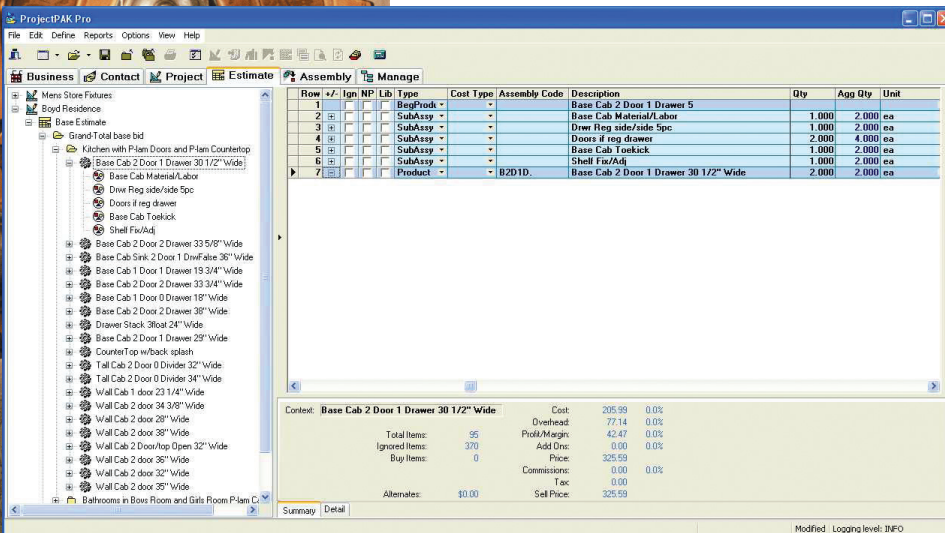 ProjectPAK Pro
File Edit Define Reports Options View Help
Business Contact Project Estimate Assembly Manage
Mens Store Fixtures
Boyd Residence
Base Estimate
Grand-Total base bid
Kitchen with P-lam Doors and P-lam Countertop
Base Cab 2 Door 1 Drawer 30 1/2" Wide
Base Cab Material/Labor
Drwr Reg side/side 5pc
Doors if reg drawer
Base Cab Toekick
Shelf Fix/Adj
Base Cab 2 Door 2 Drawer 33 5/8" Wide
Base Cab Sink 2 Door 1 DrwFalse 36" Wide
Base Cab 1 Door 1 Drawer 19 3/4" Wide
Base Cab 2 Door 2 Drawer 33 3/4" Wide
Base Cab 1 Door 0 Drawer 18" Wide
Base Cab 2 Door 2 Drawer 38" Wide
Drawer Stack 3float 24" Wide
Base Cab 2 Door 1 Drawer 29" Wide
CounterTop w/back splash
Tall Cab 2 Door 0 Divider 32" Wide
Tall Cab 2 Door 0 Divider 34" Wide
Wall Cab 1 door 23 1/4" Wide
Wall Cab 2 door 34 3/8" Wide
Wall Cab 2 door 28" Wide
Wall Cab 2 door 38" Wide
Wall Cab 2 Door/top Open 32" Wide
Wall Cab 2 door 36" Wide
Wall Cab 2 door 32" Wide
Wall Cab 2 door 35" Wide
Bathrooms in Boys Room and Girls Room P-lam
Row +/- Ign NP Lib Type Cost Type Assembly Code Description Qty Agg Qty Unit
1 BegProdu Base Cab 2 Door 1 Drawer 5
2 SubAssy Base Cab Material/Labor 1.000 2.000 ea
3 SubAssy Drwr Reg side/side 5pc 1.000 2.000 ea
4 SubAssy Doors if reg drawer 2.000 4.000 ea
5 SubAssy Base Cab Toekick 1.000 2.000 ea
6 SubAssy Shelf Fix/Adj 1.000 2.000 ea
7 Product B2D1D. Base Cab 2 Door 1 Drawer 30 1/2" Wide 2.000 2.000 ea
Context: Base Cab 2 Door 1 Drawer 30 1/2" Wide Cost: 205.99 0.0%
Overhead: 77.14 0.0%
Total Items: 95 Profit/Margin: 42.47 0.0%
Ignored Items: 370 Add Ons: 0.00 0.0%
Buy Items: 0 Price: 325.59
Commissions: 0.00 0.0%
Tax: 0.00
Alternates: $0.00 Sell Price: 325.59
Summary Detail
Modified Logging level: INFO